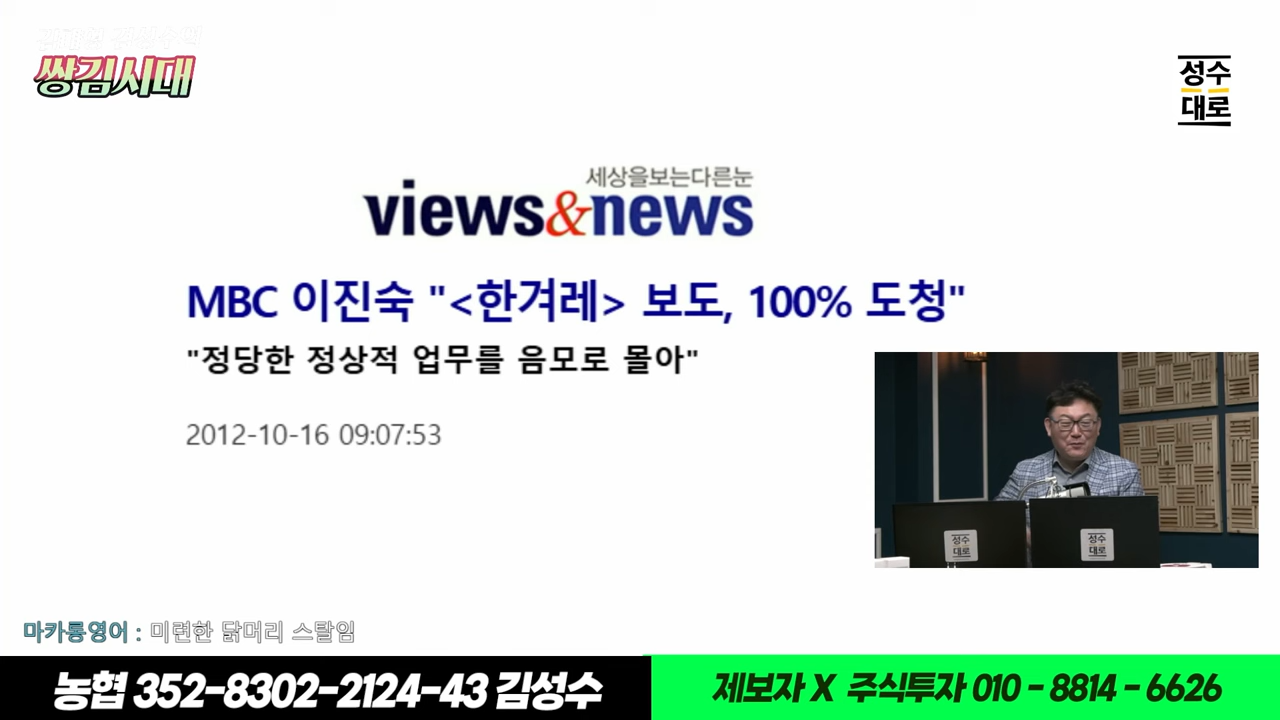 쌍김시대
성수
대로
세상을보는다른눈
views&news
MBC 이진숙 "<한겨레> 보도, 100% 도청"
"정당한 정상적 업무를 음모로 몰아"
2012-10-16 09:07:53
성수
대로
성수
대로
마카롱영어 : 미련한 닭머리 스탈임
농협 352-8302-2124-43 김성수
제보자 X 주식투자 010 - 8814 - 6626